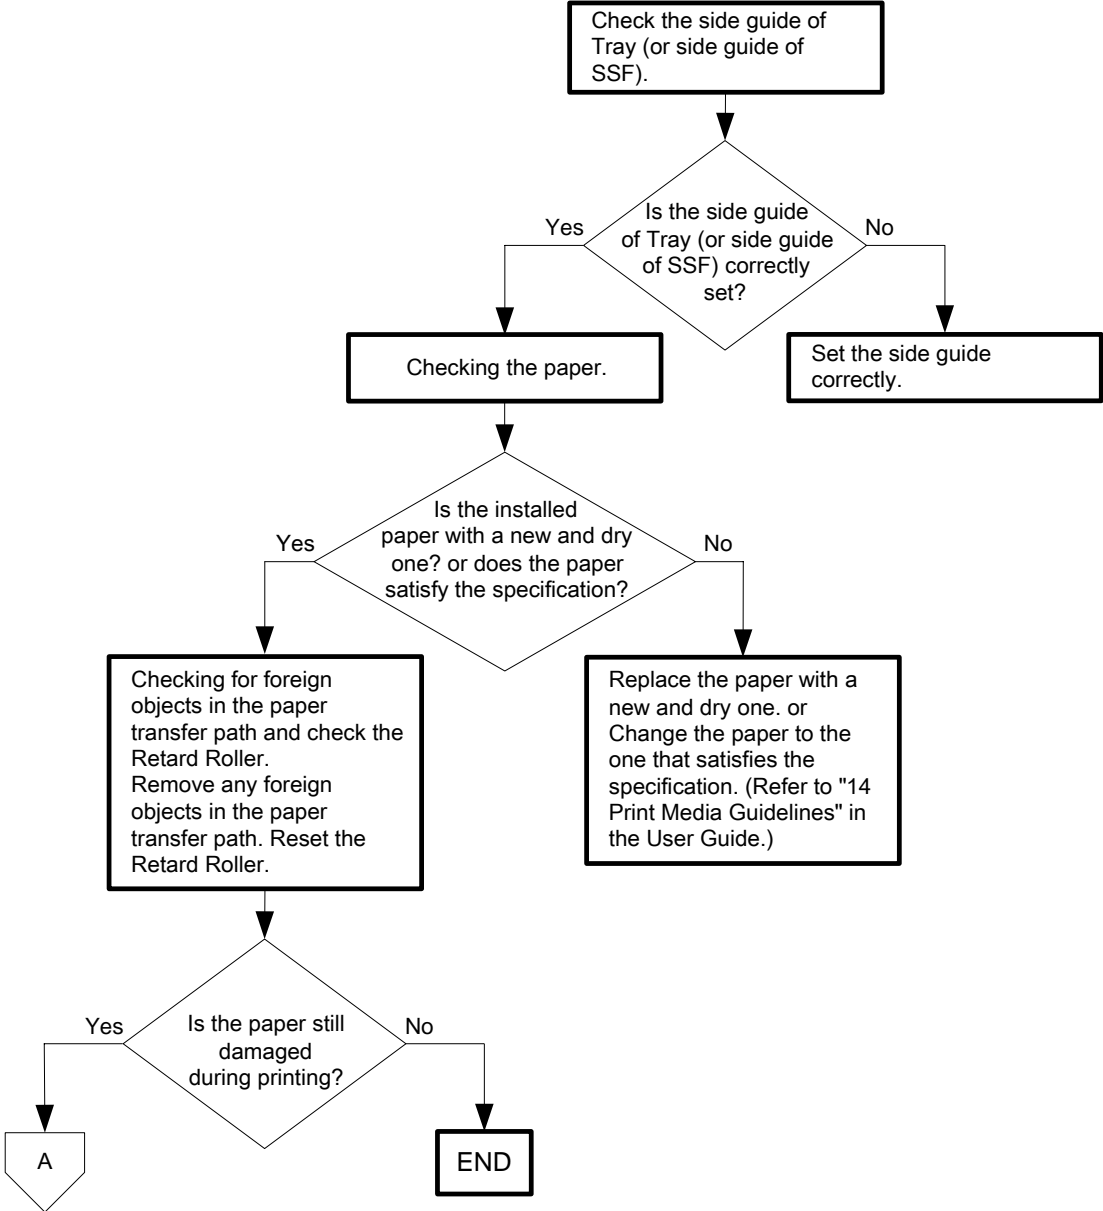 Check the side guide of
Tray (or side guide of
SSF).
Is the side guide
of Tray (or side guide
of SSF) correctly
set?
Yes
No
Checking the paper.
Set the side guide
correctly.
Is the installed
paper with a new and dry
one? or does the paper
satisfy the specification?
Yes
No
Checking for foreign
objects in the paper
transfer path and check the
Retard Roller.
Remove any foreign
objects in the paper
transfer path. Reset the
Retard Roller.
Replace the paper with a
new and dry one. or
Change the paper to the
one that satisfies the
specification. (Refer to "14
Print Media Guidelines" in
the User Guide.)
Is the paper still
damaged
during printing?
Yes
No
A
END